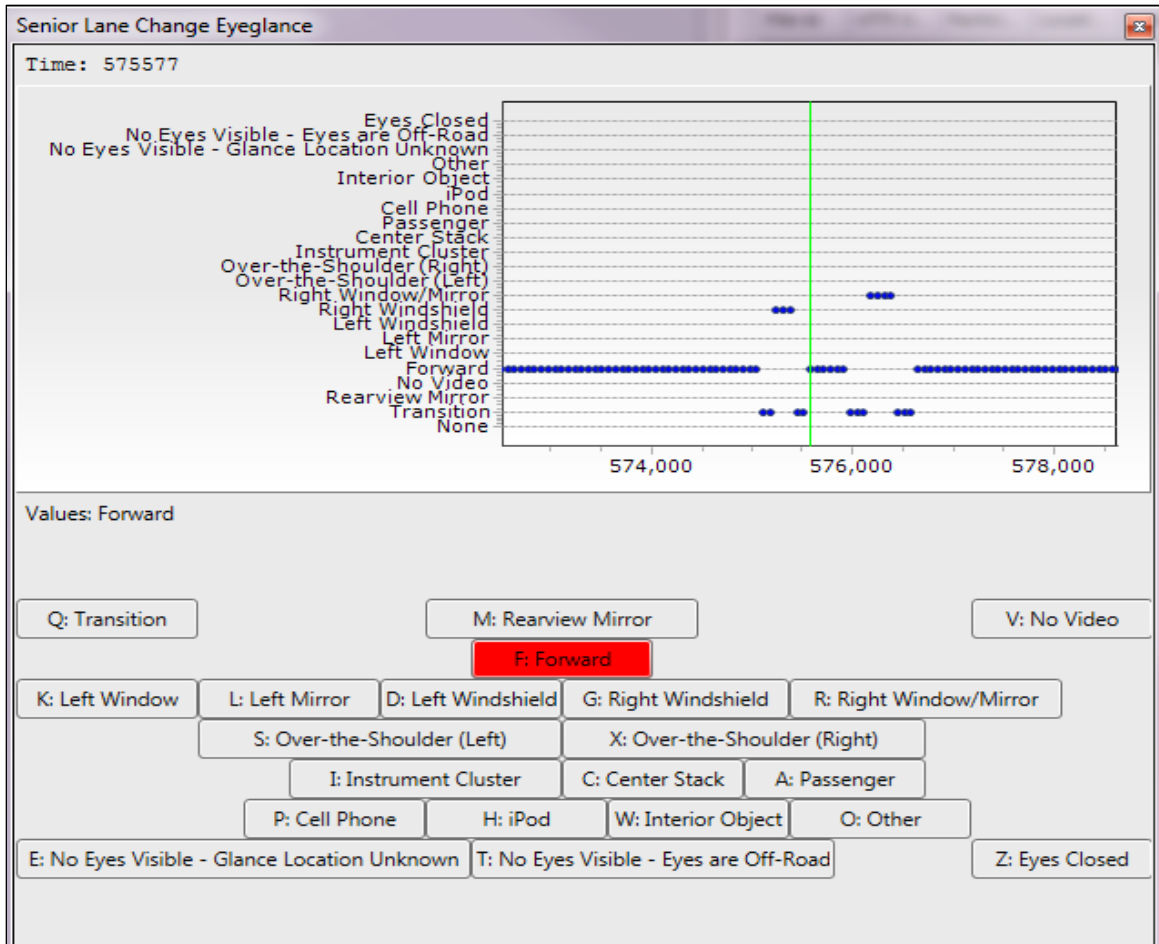 Senior Lane Change Eyeglance
Time: 575577
Eyes Closed
No Eyes Visible - Eyes are Off-Road
No Eyes Visible - Glance Location Unknown
Other
Interior Object
iPod
Cell Phone
Passenger
Center Stack
Instrument Cluster
Over-the-Shoulder (Right)
Over-the-Shoulder (Left)
Right Window/Mirror
Right Windshield
Left Windshield
Left Mirror
Left Window
Forward
No Video
Rearview Mirror
Transition
None
574,000 576,000 578,000
Values: Forward
Q: Transition M: Rearview Mirror V: No Video
F: Forward
K: Left Window L: Left Mirror D: Left Windshield G: Right Windshield R: Right Window/Mirror
S: Over-the-Shoulder (Left) X: Over-the-Shoulder (Right)
I: Instrument Cluster C: Center Stack A: Passenger
P: Cell Phone H: iPod W: Interior Object O: Other
E: No Eyes Visible - Glance Location Unknown T: No Eyes Visible - Eyes are Off-Road Z: Eyes Closed